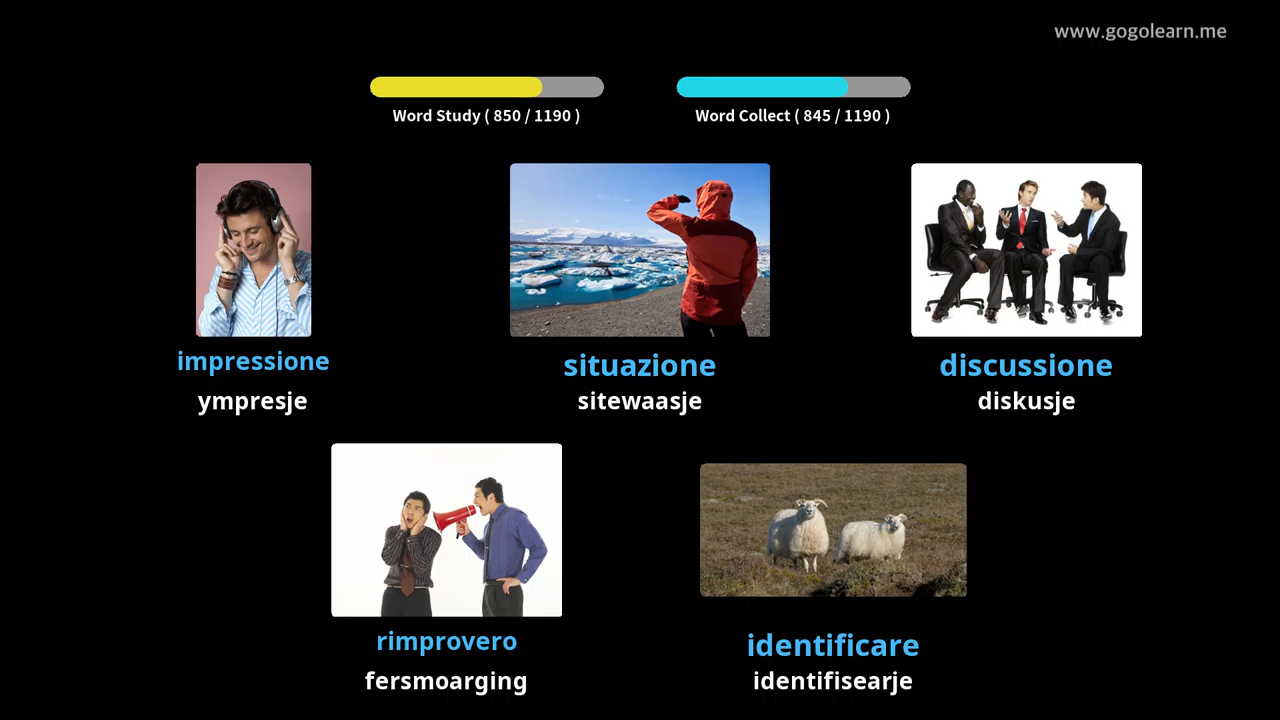 www.gogolearn.me
Word Study ( 850 / 1190 )
Word Collect ( 845 / 1190 )
impressione
ympresje
situazione
sitewaasje
discussione
diskusje
rimprovero
fersmoarging
identificare
identifisearje